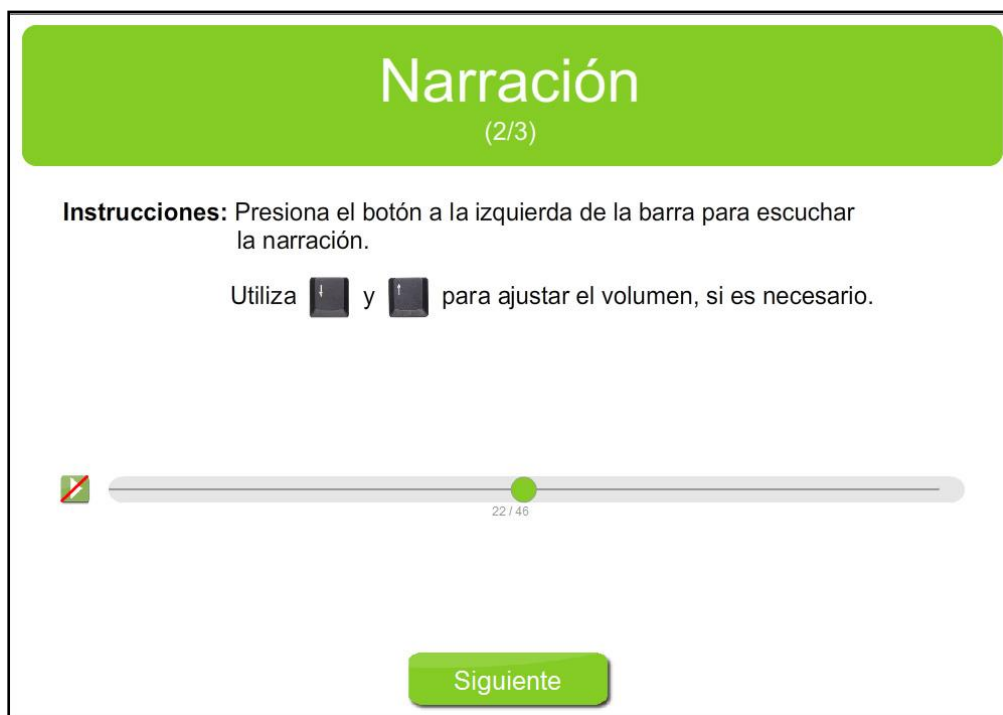 Narración
(2/3)
Instrucciones: Presiona el botón a la izquierda de la barra para escuchar
la narración.
Utiliza ↓ y ↑ para ajustar el volumen, si es necesario.
22 / 46
Siguiente